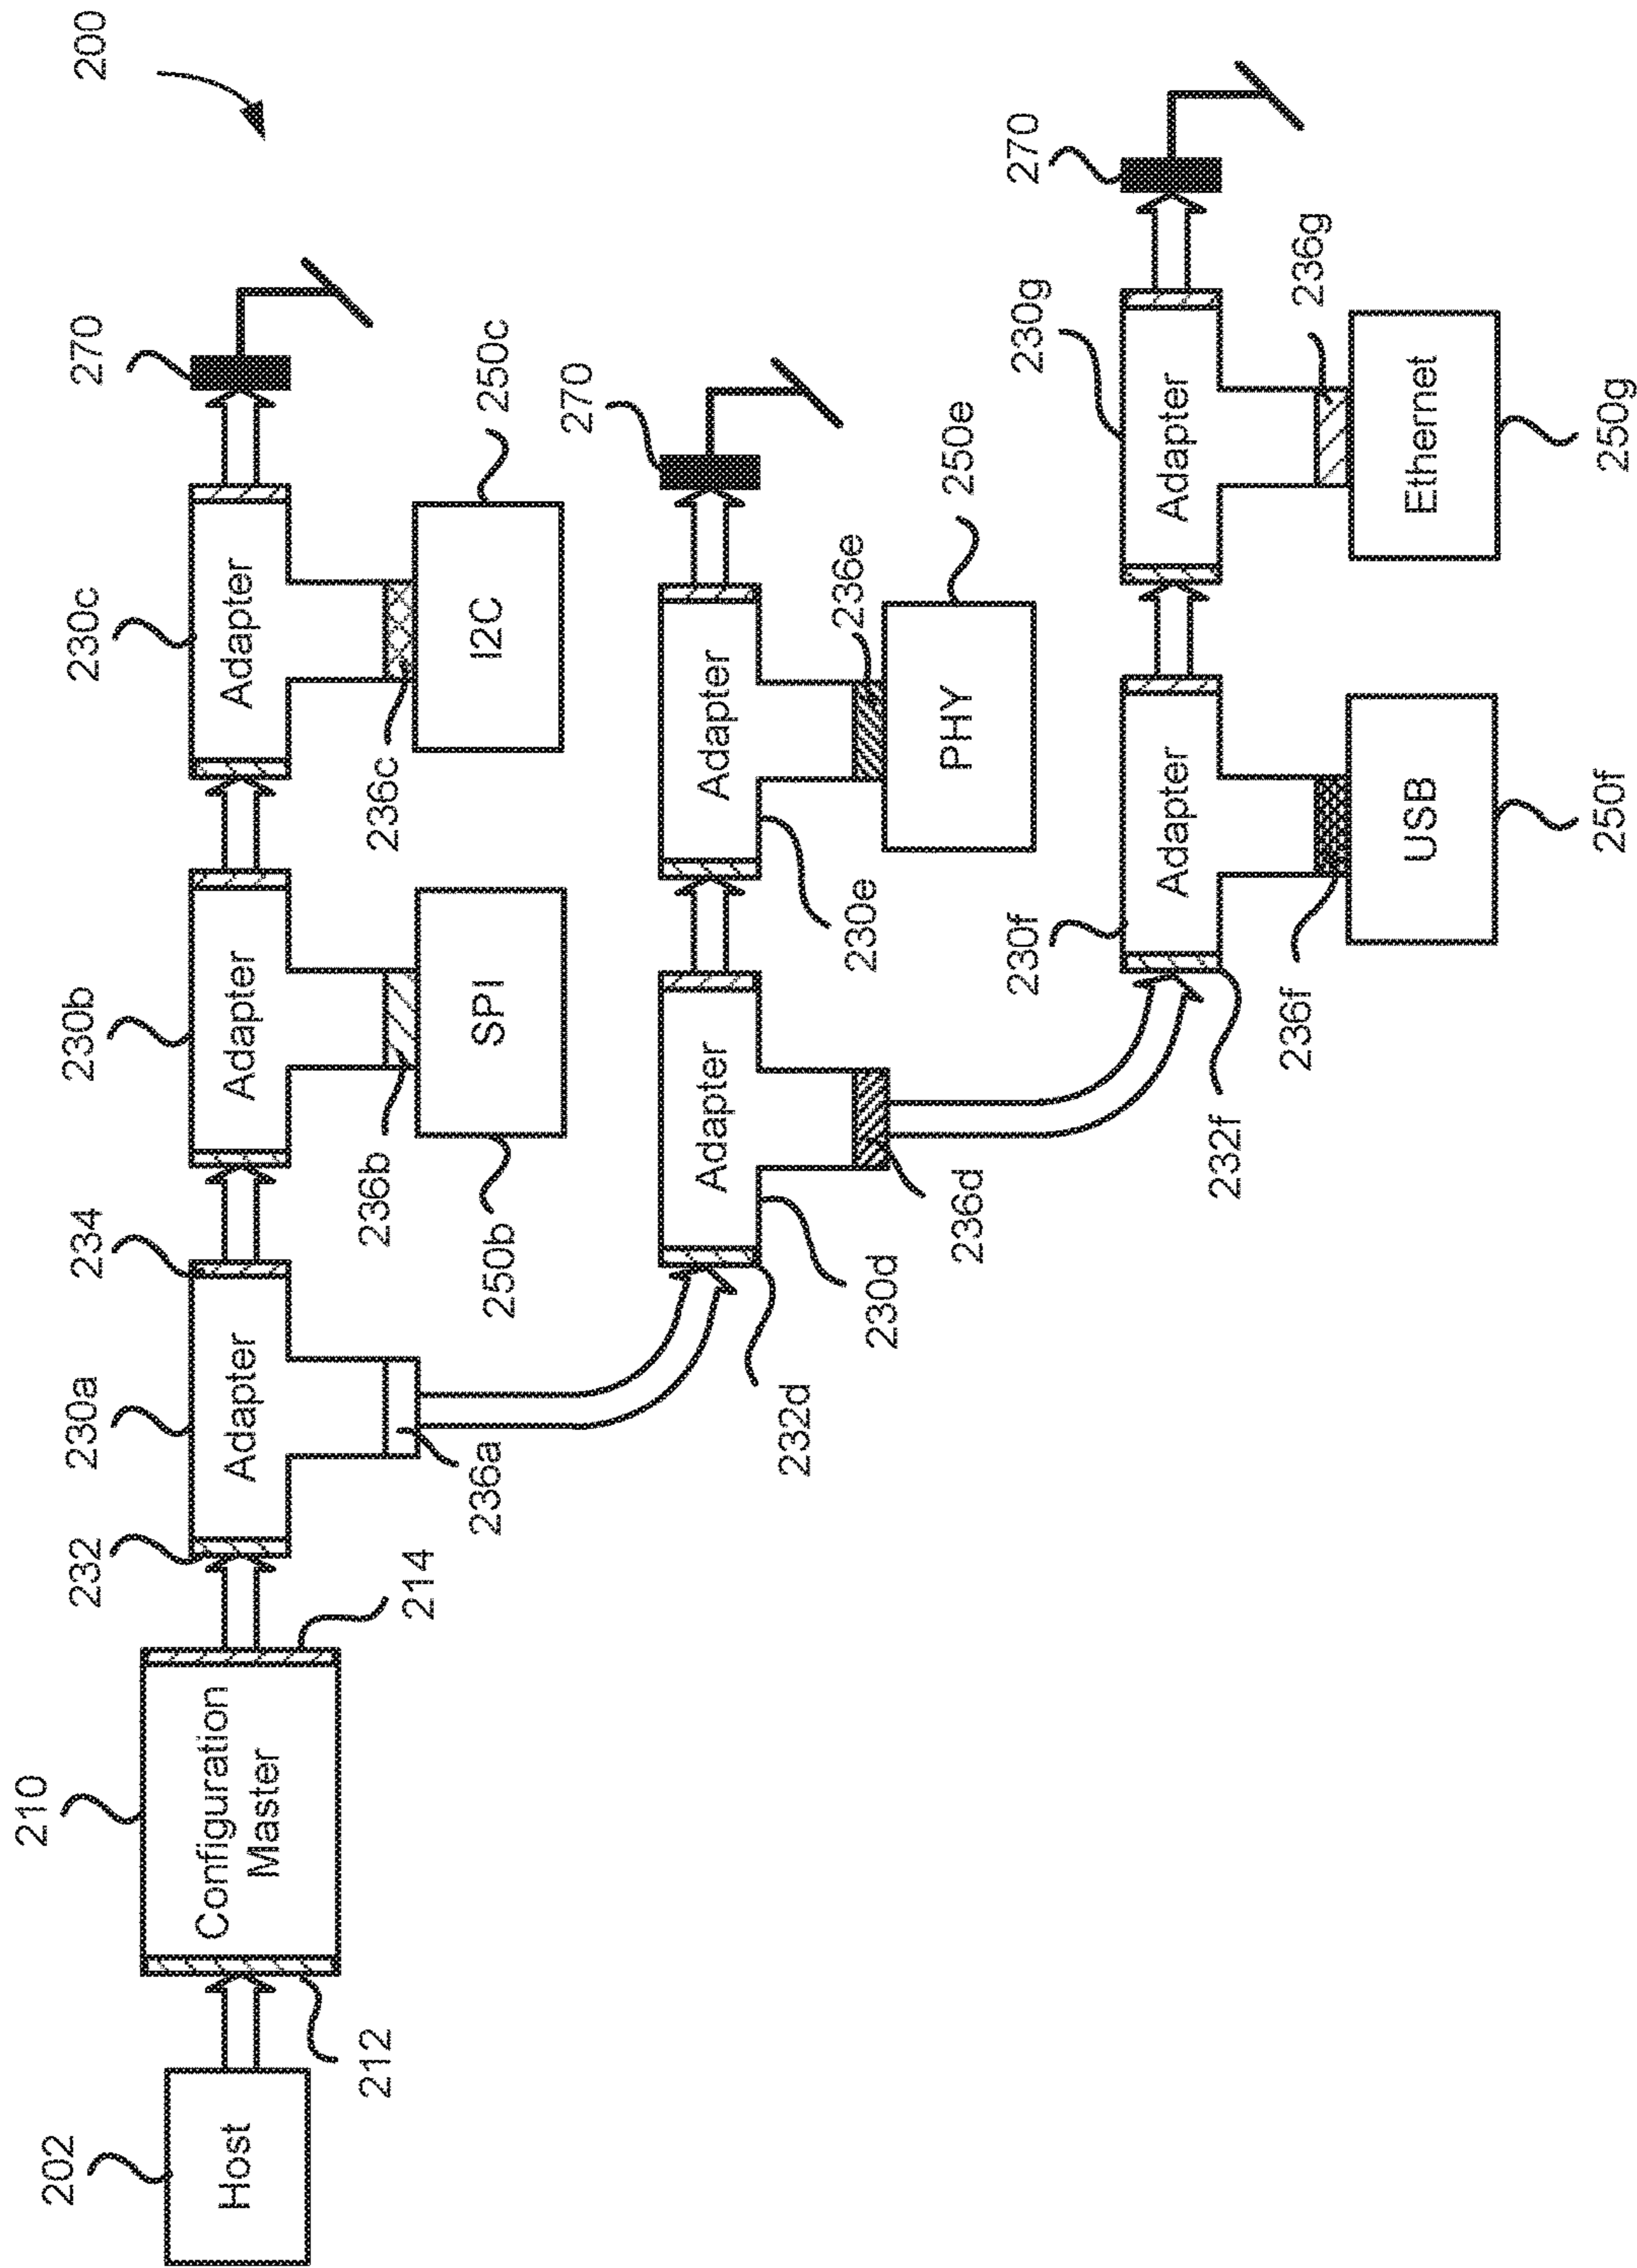 200
202
Host
212
210
Configuration
Master
214
232
230a
Adapter
234
236a
230b
Adapter
236b
SPI
250b
230c
Adapter
236c
I2C
250c
270
232d
Adapter
230d
236d
Adapter
230e
236e
PHY
250e
270
232f
230f
Adapter
236f
USB
250f
230g
Adapter
236g
Ethernet
250g
270